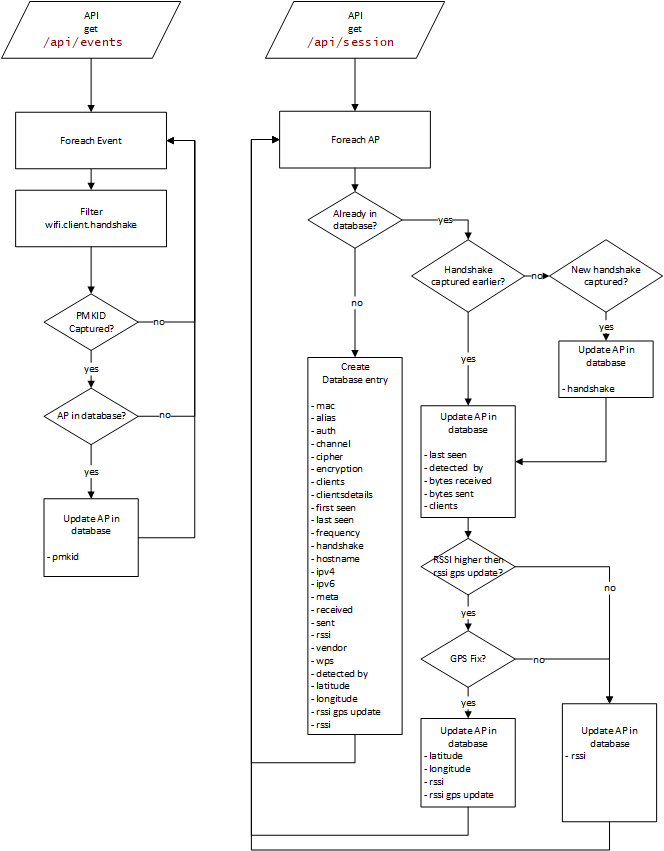 API
get
/api/events
Foreach Event
Filter
wifi.client.handshake
PMKID
Captured?
no
yes
AP in database?
no
yes
Update AP in
database
- pmkid
API
get
/api/session
Foreach AP
Already in
database?
yes
no
Create
Database entry
- mac
- alias
- auth
- channel
- cipher
- encryption
- clients
- clientsdetails
- first seen
- last seen
- frequency
- handshake
- hostname
- ipv4
- ipv6
- meta
- received
- sent
- rssi
- vendor
- wps
- detected by
- latitude
- longitude
- rssi gps update
- rssi
Handshake
captured earlier?
no
yes
New handshake
captured?
yes
Update AP in
database
- handshake
Update AP in
database
- last seen
- detected by
- bytes received
- bytes sent
- clients
RSSI higher then
rssi gps update?
no
yes
GPS Fix?
no
yes
Update AP in
database
- latitude
- longitude
- rssi
- rssi gps update
Update AP in
database
- rssi